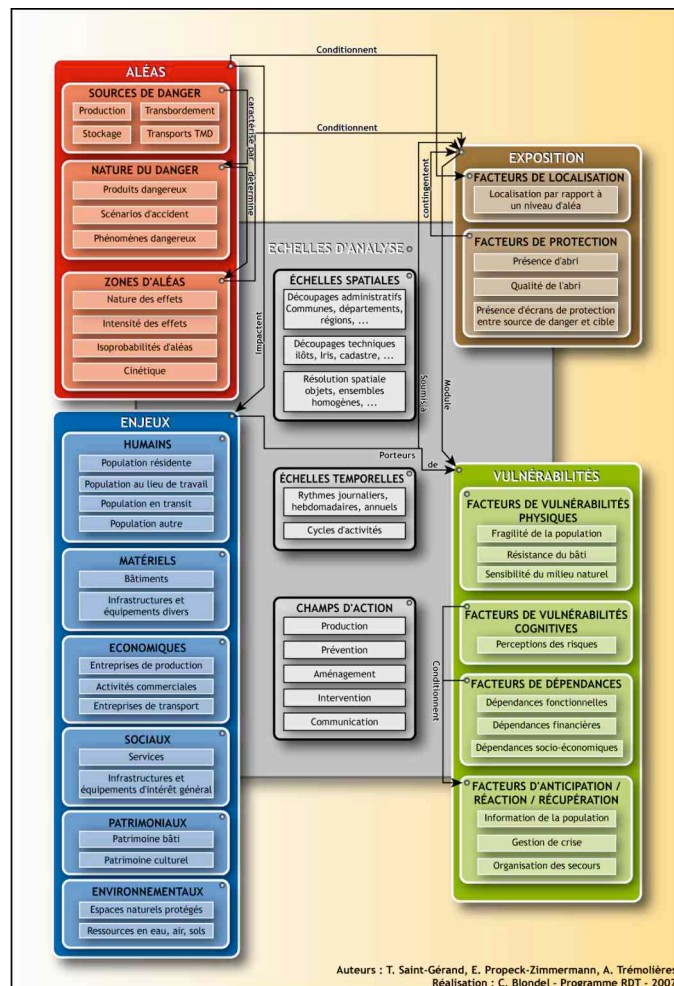 Conditionnent
ALÉAS
SOURCES DE DANGER
Production
Transbordement
Stockage
Transports TMD
caractérisé par
Conditionnent
NATURE DU DANGER
Produits dangereux
Scénarios d'accident
Phénomènes dangereux
détermine
ZONES D'ALÉAS
Nature des effets
Intensité des effets
Isoprobabilités d'aléas
Cinétique
Impactent
EXPOSITION
FACTEURS DE LOCALISATION
Localisation par rapport à
un niveau d'aléa
contingentent
FACTEURS DE PROTECTION
Présence d'abri
Qualité de l'abri
Présence d'écrans de protection
entre source de danger et cible
ECHELLES D'ANALYSE
ÉCHELLES SPATIALES
Découpages administratifs
Communes, départements,
régions, ...
Découpages techniques
ilôts, Iris, cadastre, ...
Résolution spatiale
objets, ensembles
homogènes, ...
Soumis à
Module
Porteurs
de
ÉCHELLES TEMPORELLES
Rythmes journaliers,
hebdomadaires, annuels
Cycles d'activités
CHAMPS D'ACTION
Production
Prévention
Aménagement
Intervention
Communication
ENJEUX
HUMAINS
Population résidente
Population au lieu de travail
Population en transit
Population autre
MATÉRIELS
Bâtiments
Infrastructures et
équipements divers
ECONOMIQUES
Entreprises de production
Activités commerciales
Entreprises de transport
SOCIAUX
Services
Infrastructures et
équipements d'intérêt général
PATRIMONIAUX
Patrimoine bâti
Patrimoine culturel
ENVIRONNEMENTAUX
Espaces naturels protégés
Ressources en eau, air, sols
VULNÉRABILITÉS
FACTEURS DE VULNÉRABILITÉS
PHYSIQUES
Fragilité de la population
Résistance du bâti
Sensibilité du milieu naturel
FACTEURS DE VULNÉRABILITÉS
COGNITIVES
Perceptions des risques
Conditionnent
FACTEURS DE DÉPENDANCES
Dépendances fonctionnelles
Dépendances financières
Dépendances socio-économiques
FACTEURS D'ANTICIPATION /
RÉACTION / RÉCUPÉRATION
Information de la population
Gestion de crise
Organisation des secours
Auteurs : T. Saint-Gérand, E. Propeck-Zimmermann, A. Trémolières
Réalisation : C. Blondel - Programme RDT - 2007